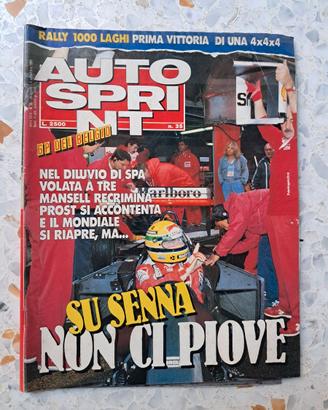 RALLY 1000 LAGHI PRIMA VITTORIA DI UNA 4x4x4
AUTO
SPRI
NT
L. 2500
n. 35
GP DEL BELGIO
NEL DILUVIO DI SPA
VOLATA A TRE
MANSELL RECRIMINA
PROST SI ACCONTENTA
E IL MONDIALE
SI RIAPRE, MA...
Marlboro
SU SENNA
NON CI PIOVE